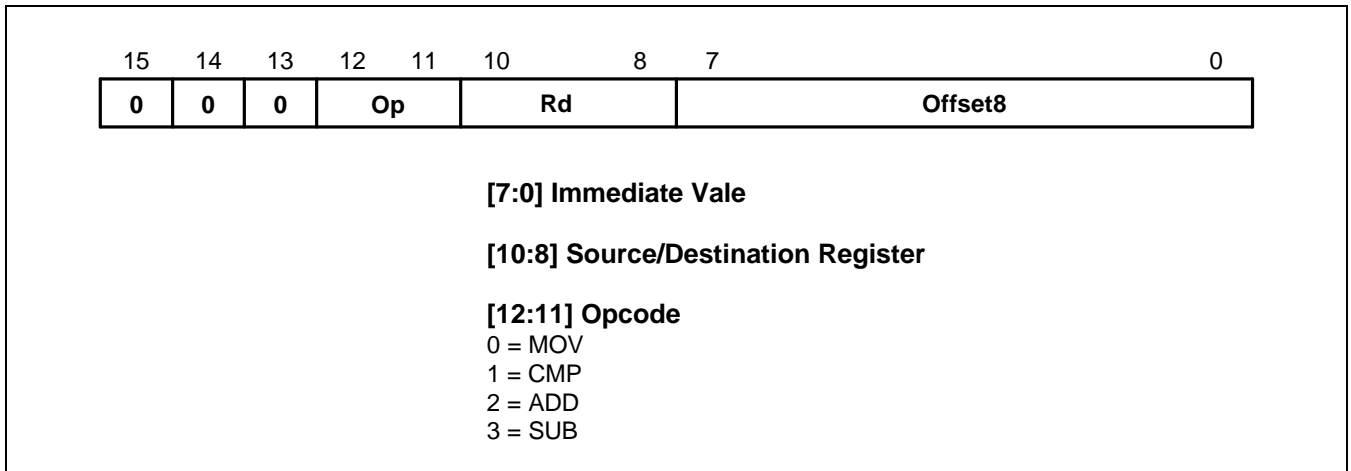 15 14 13 12 11 10 8 7 0
0 0 0 Op Rd Offset8
[7:0] Immediate Vale
[10:8] Source/Destination Register
[12:11] Opcode
0 = MOV
1 = CMP
2 = ADD
3 = SUB